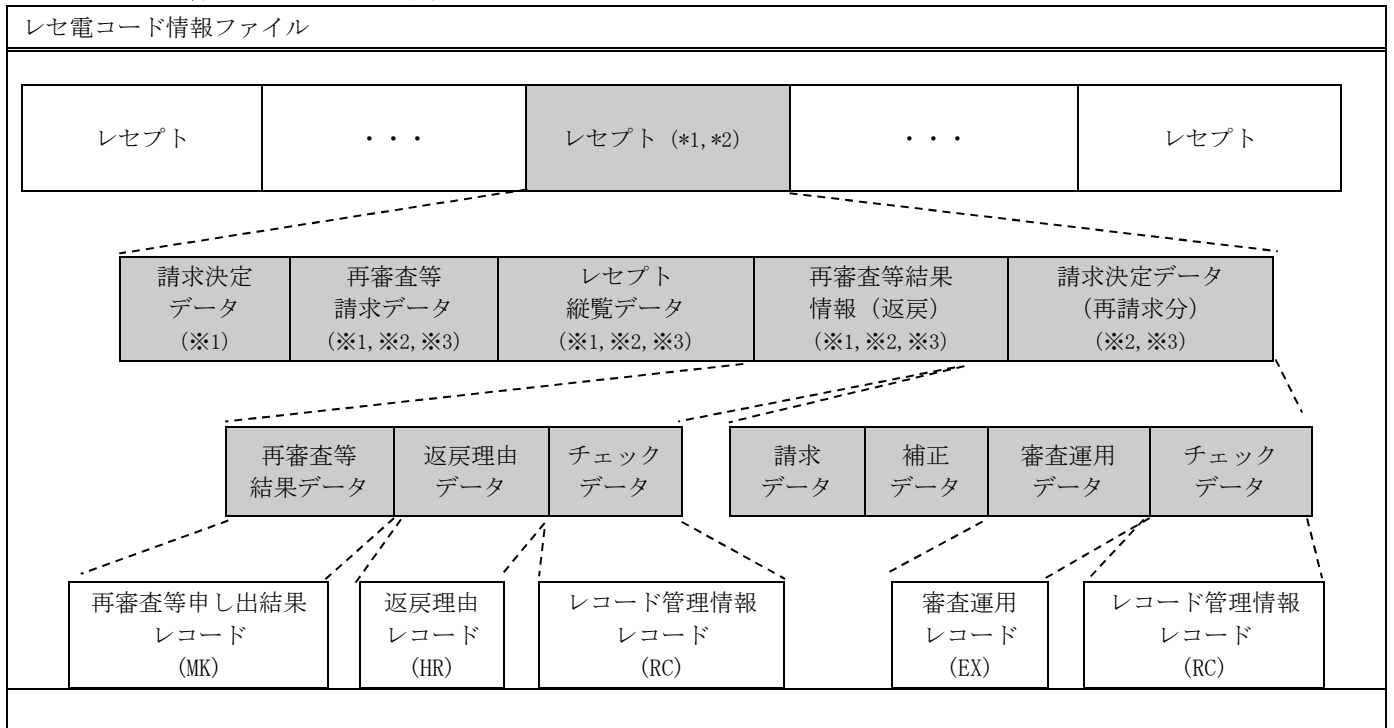 レセ電コード情報ファイル
レセプト
・・・
レセプト (*1,*2)
・・・
レセプト
請求決定
データ
(※1)
再審査等
請求データ
(※1,※2,※3)
レセプト
縦覧データ
(※1,※2,※3)
再審査等結果
情報（返戻）
(※1,※2,※3)
請求決定データ
(再請求分)
(※2,※3)
再審査等
結果データ
返戻理由
データ
チェック
データ
請求
データ
補正
データ
審査運用
データ
チェック
データ
再審査等申し出結果
レコード
(MK)
返戻理由
レコード
(HR)
レコード管理情報
レコード
(RC)
審査運用
レコード
(EX)
レコード管理情報
レコード
(RC)